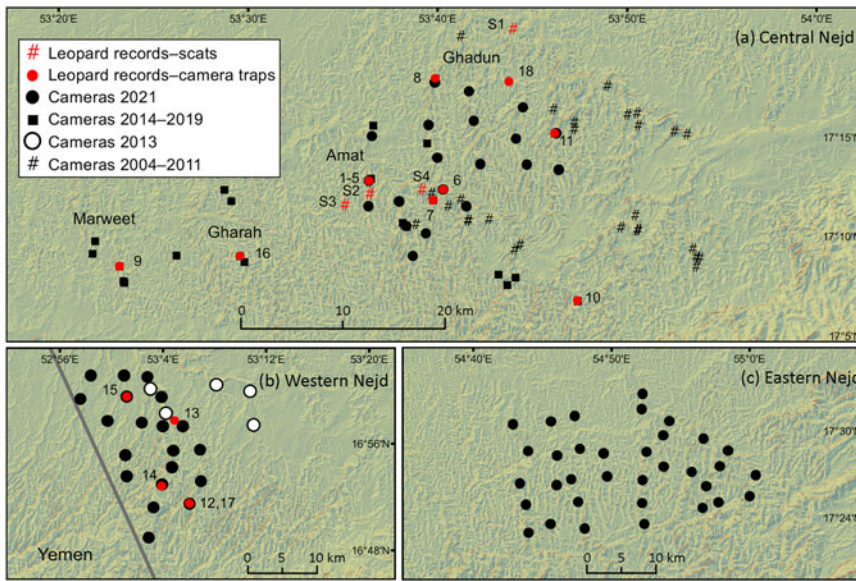 53°20'E 53°30'E 53°40'E 53°50'E 54°0'E
(a) Central Nejd
# Leopard records–scats
Leopard records–camera traps
Cameras 2021
Cameras 2014–2019
Cameras 2013
# Cameras 2004–2011
S1
Ghadun
8
18
11
17°15'N
Amat
1-5
S2
S3
S4
6
7
Marweet
9
Gharah
16
10
17°10'N
17°5'N
0 10 20 km
52°56'E 53°4'E 53°12'E 53°20'E
(b) Western Nejd
15
13
14
12,17
16°56'N
16°48'N
Yemen
0 5 10 km
54°40'E 54°50'E 55°0'E
(c) Eastern Nejd
17°30'N
17°24'N
0 5 10 km